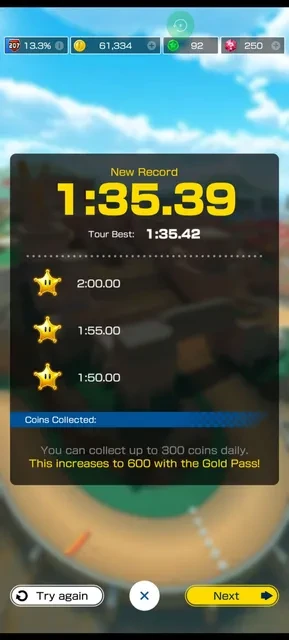 207 13.3% i 61,334 + 92 250 +
New Record
1:35.39
Tour Best: 1:35.42
2:00.00
1:55.00
1:50.00
Coins Collected:
You can collect up to 300 coins daily.
This increases to 600 with the Gold Pass!
Try again × Next